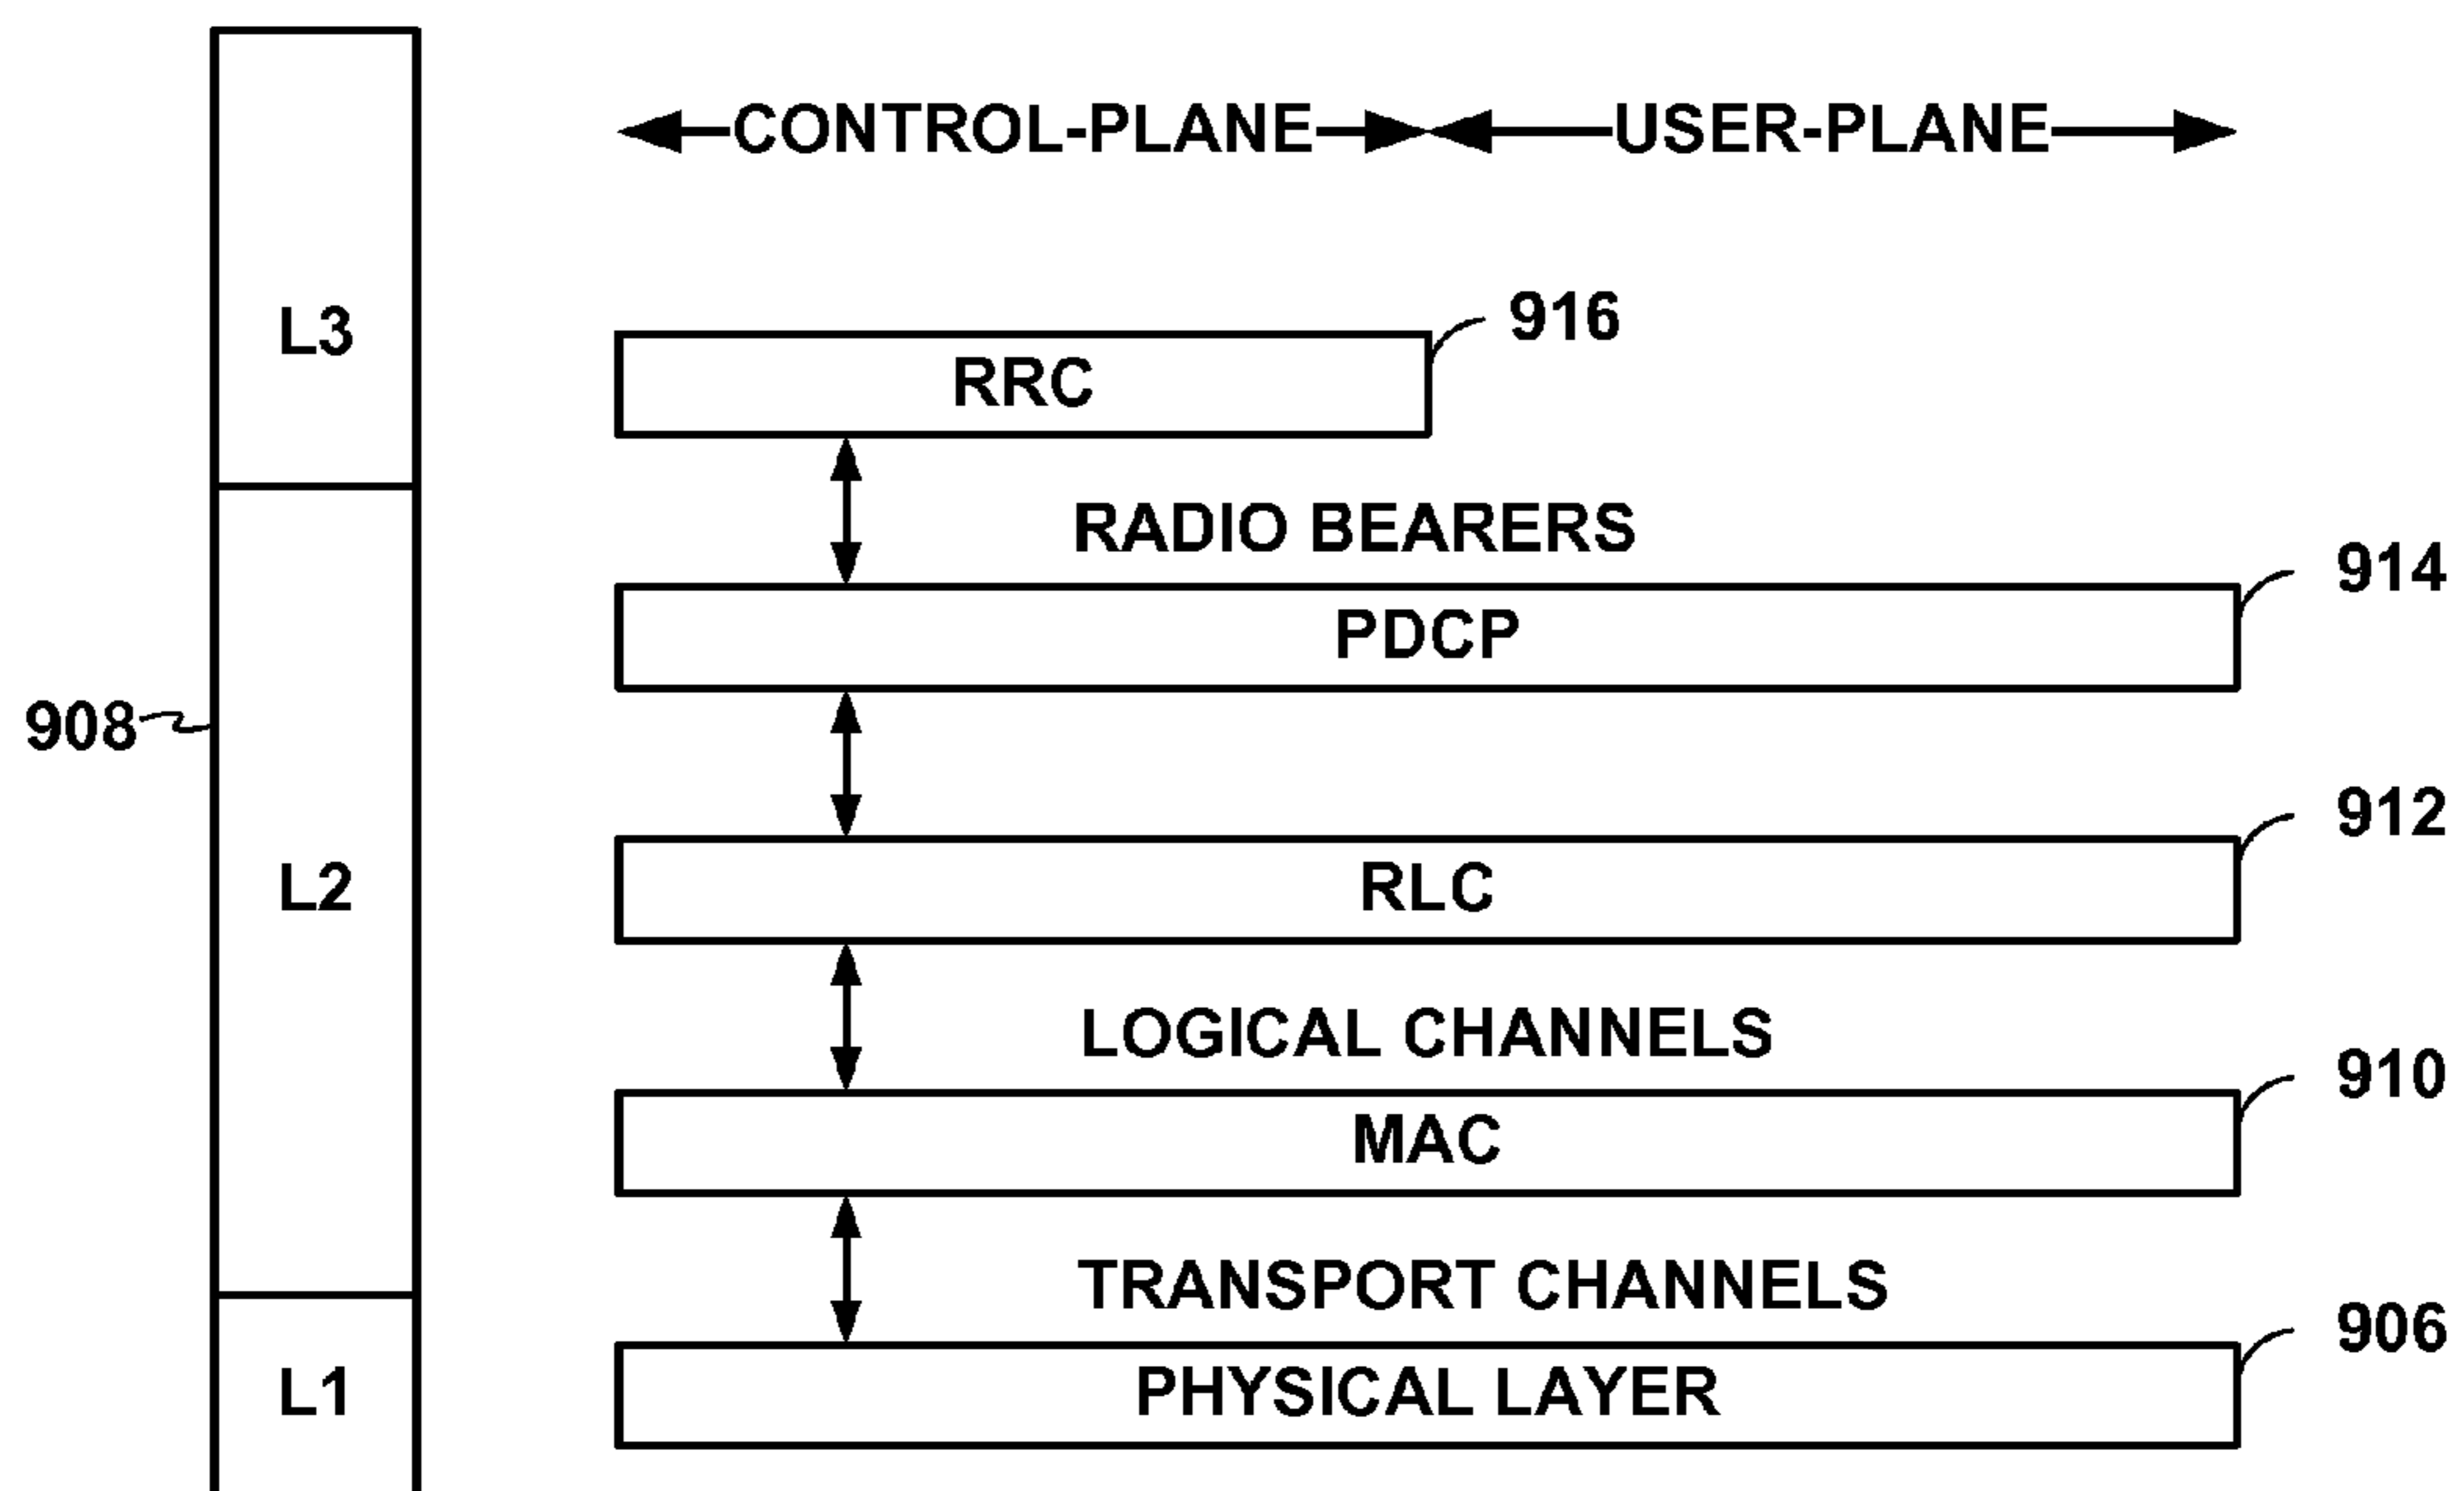 CONTROL-PLANE USER-PLANE
L3
916
RRC
RADIO BEARERS
914
PDCP
908
912
L2
RLC
LOGICAL CHANNELS
910
MAC
TRANSPORT CHANNELS
906
L1
PHYSICAL LAYER